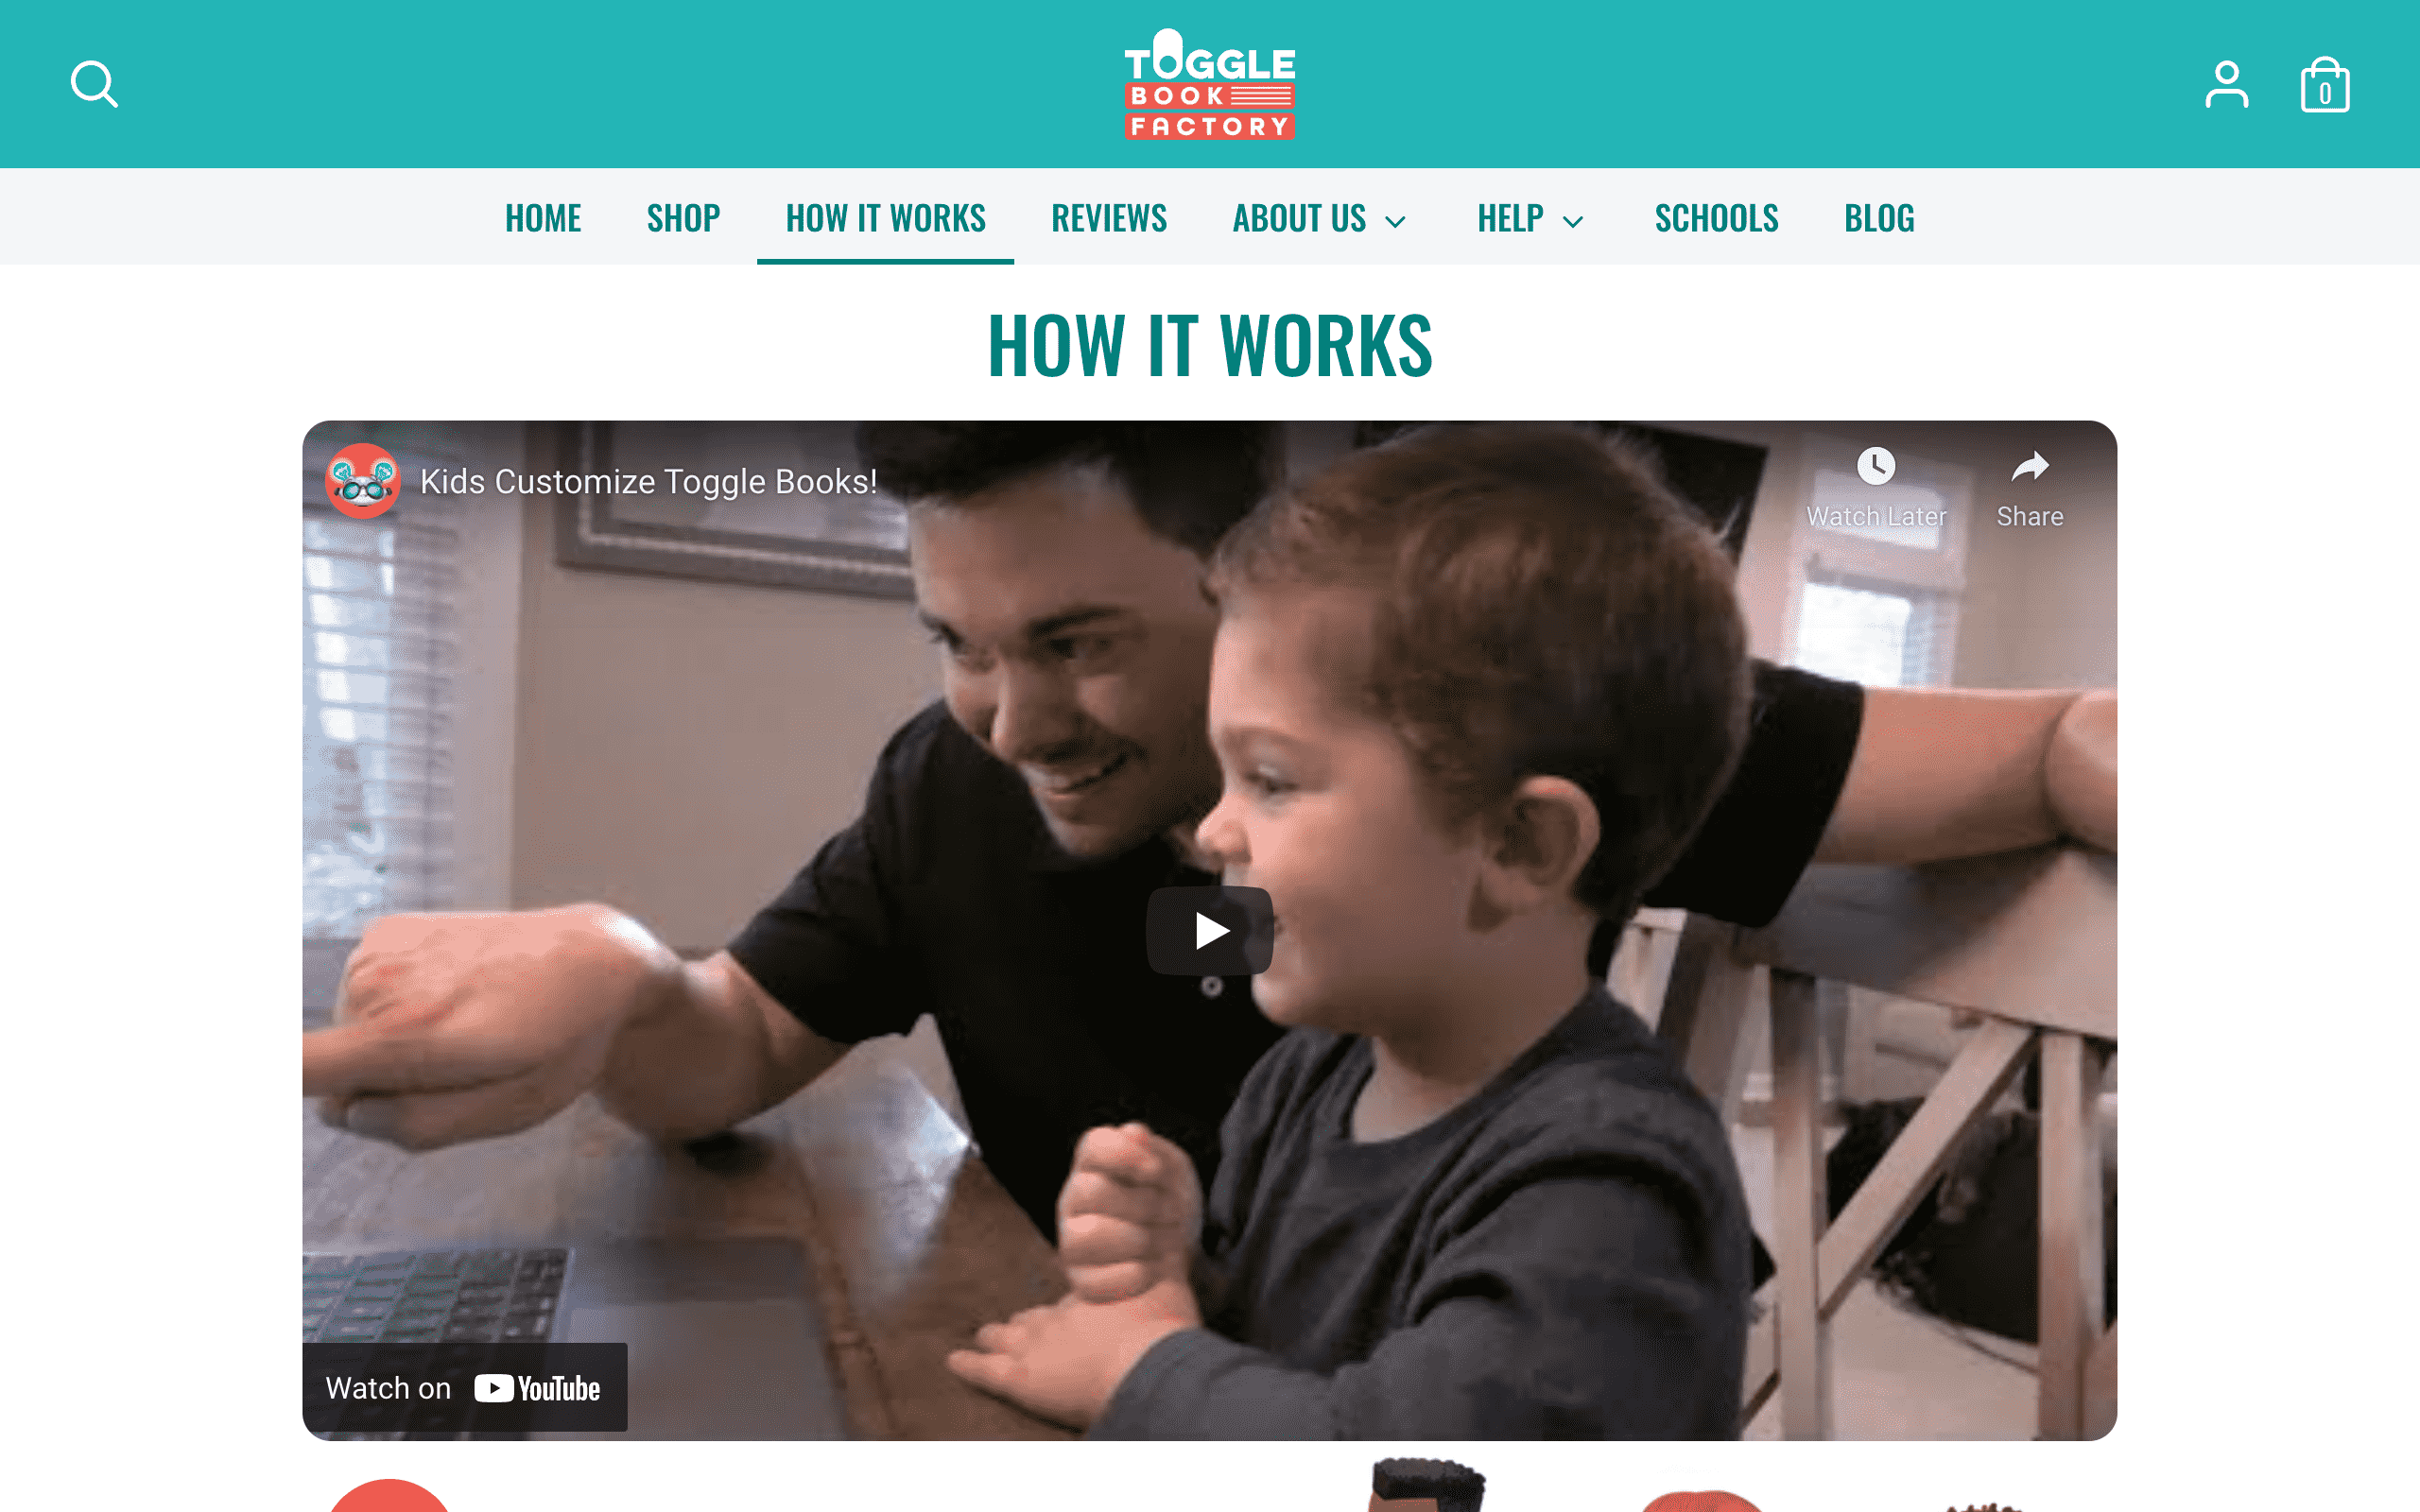 TOGGLE
BOOK
FACTORY
0
HOME SHOP HOW IT WORKS REVIEWS ABOUT US HELP SCHOOLS BLOG
HOW IT WORKS
Kids Customize Toggle Books!
Watch Later Share
Watch on YouTube